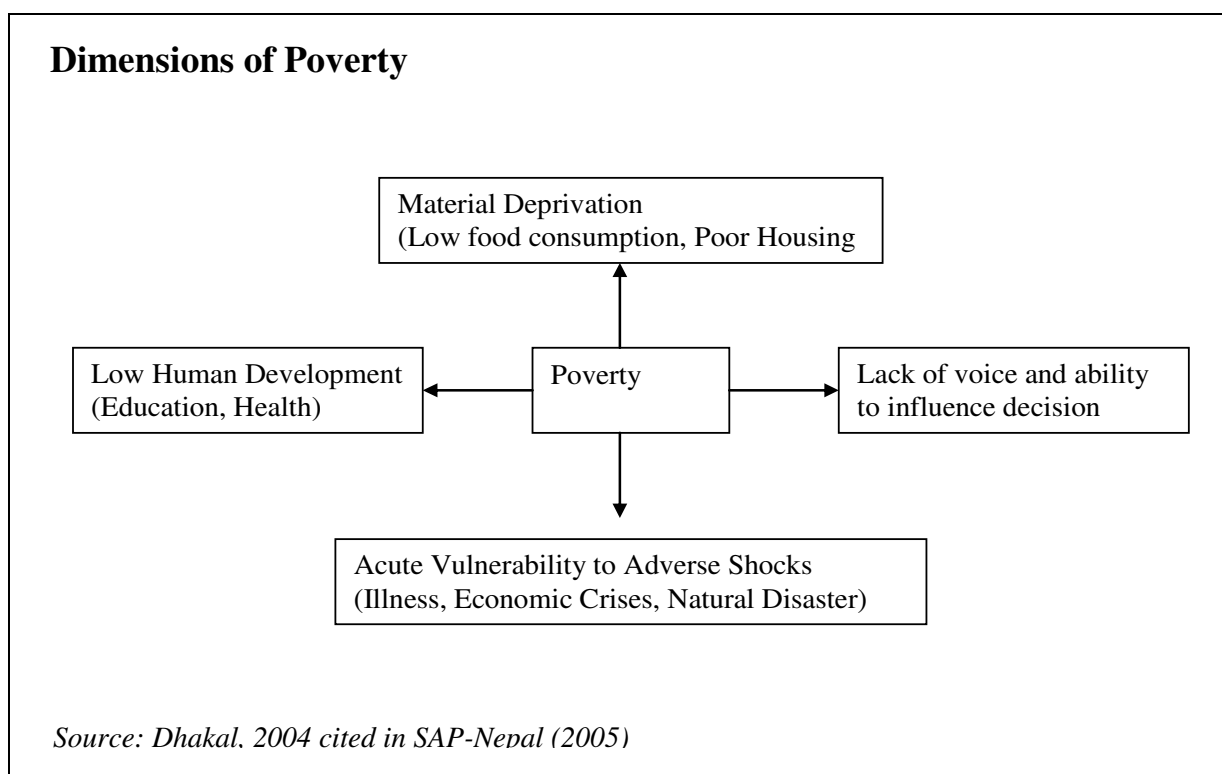 Dimensions of Poverty
Material Deprivation
(Low food consumption, Poor Housing
Low Human Development
(Education, Health)
Poverty
Lack of voice and ability
to influence decision
Acute Vulnerability to Adverse Shocks
(Illness, Economic Crises, Natural Disaster)
Source: Dhakal, 2004 cited in SAP-Nepal (2005)